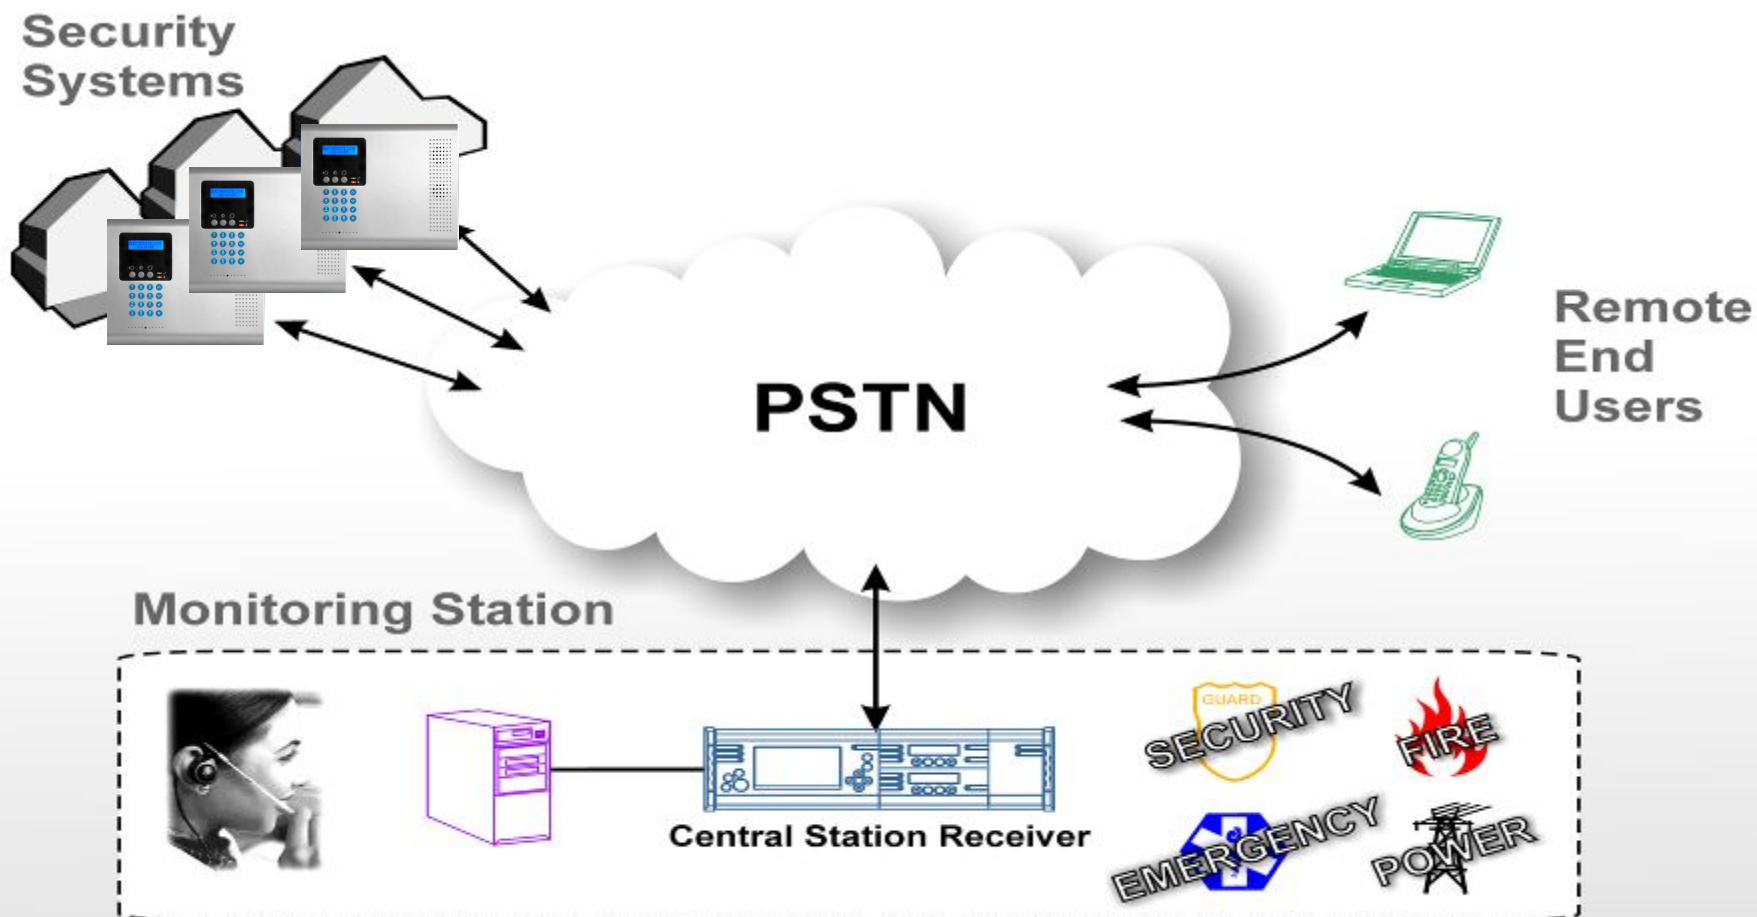 Security
Systems
PSTN
Remote
End
Users
Monitoring Station
Central Station Receiver
GUARD
SECURITY
FIRE
EMERGENCY
POWER